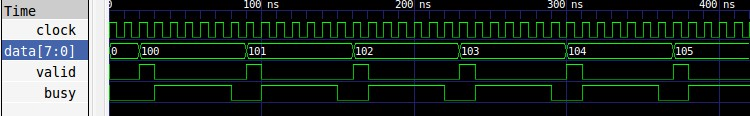 Time 0 100 ns 200 ns 300 ns 400 ns
clock
data[7:0] 0 100 101 102 103 104 105
valid
busy